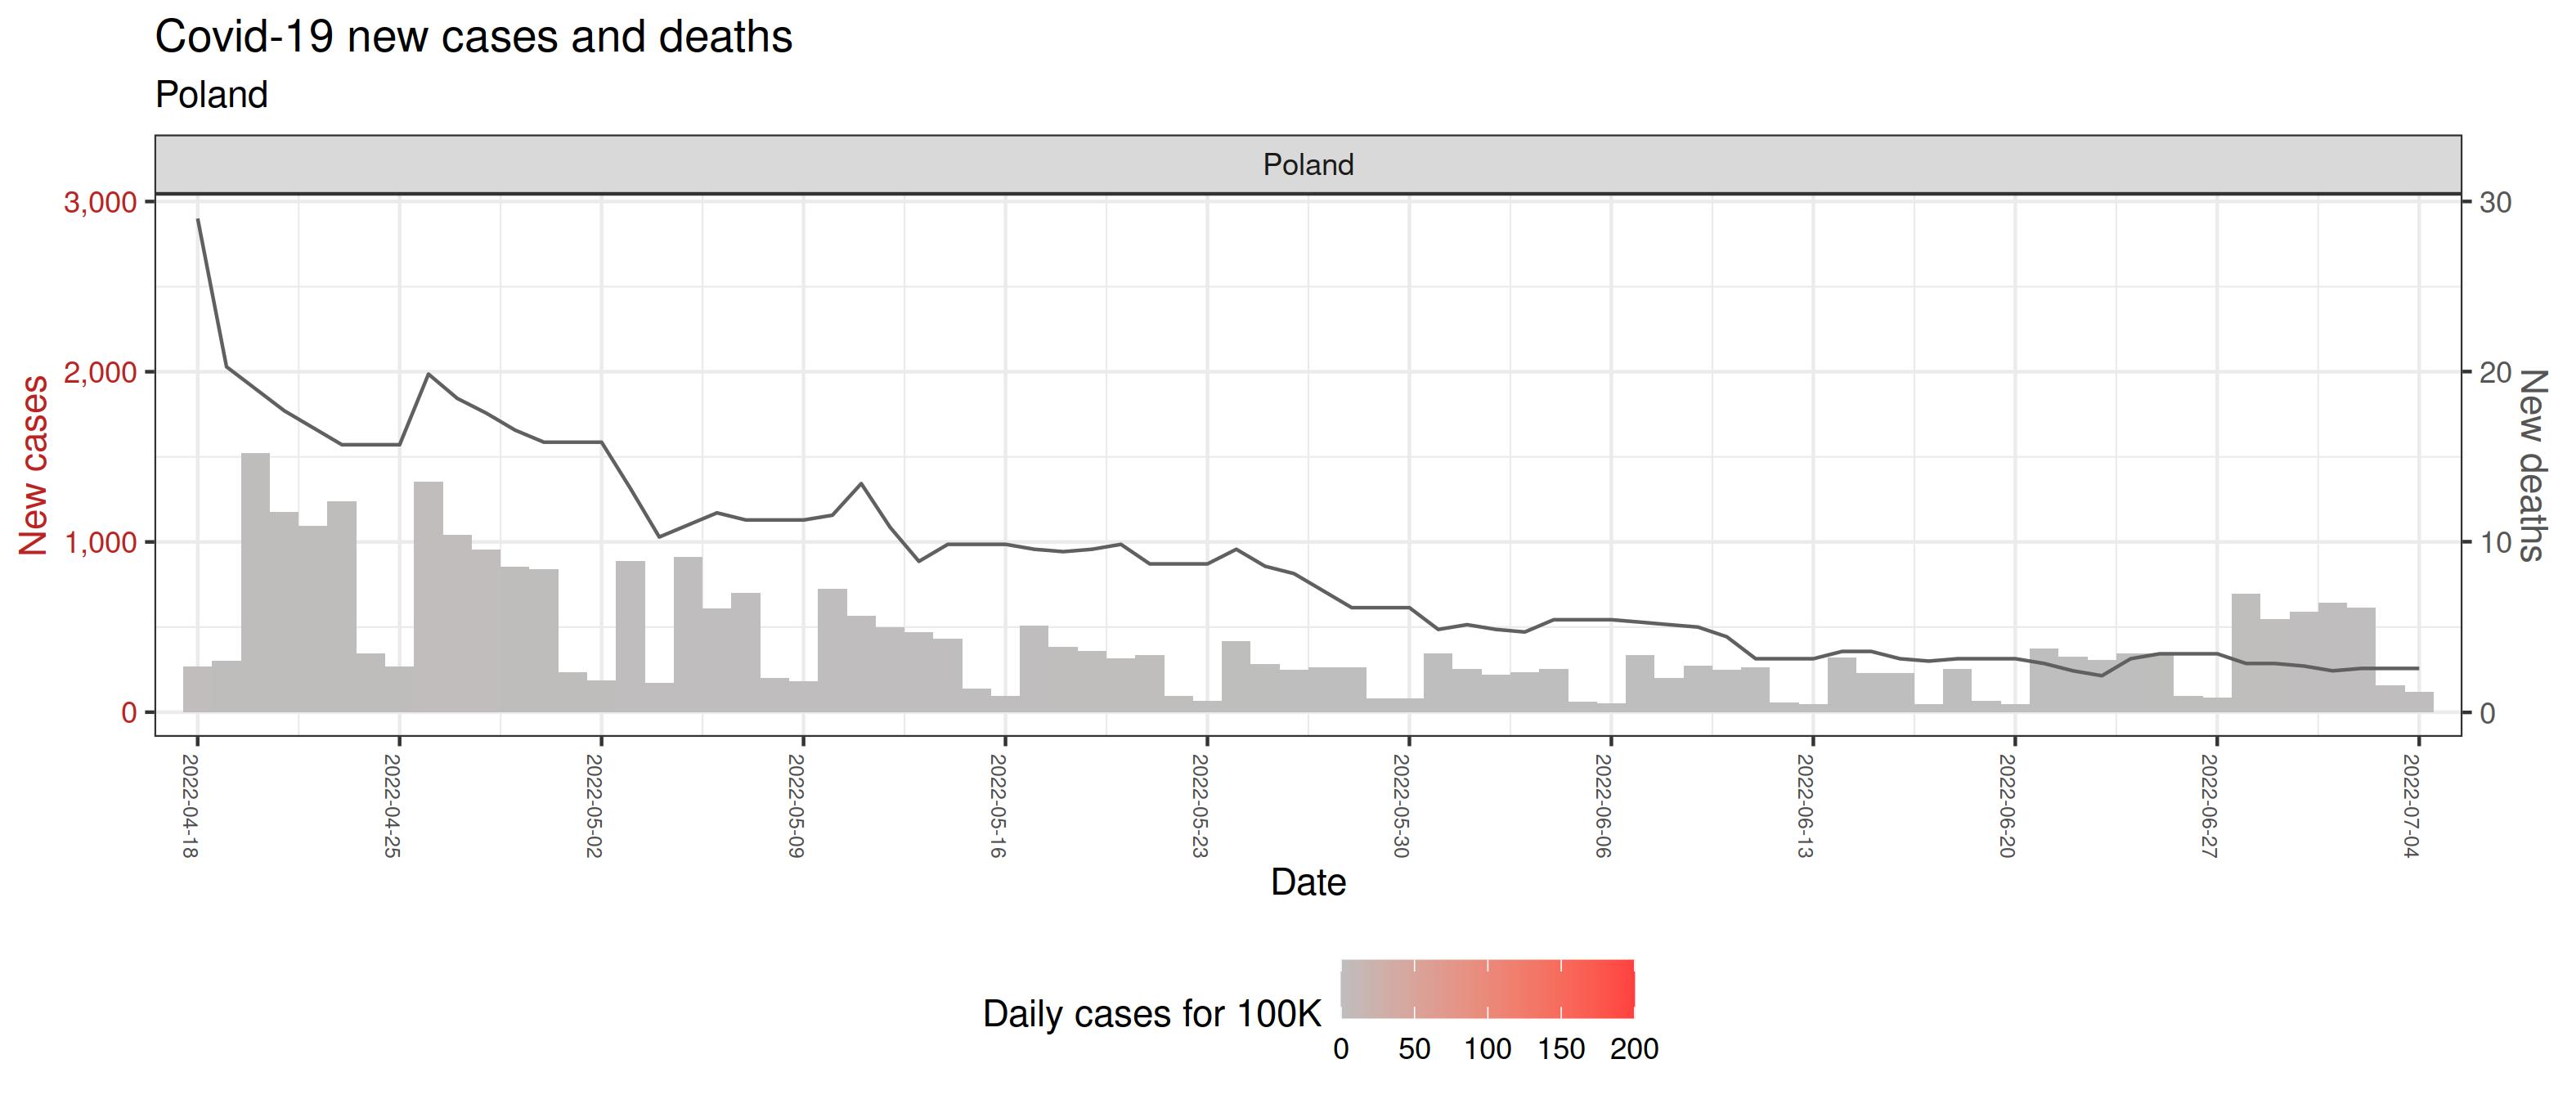 Covid-19 new cases and deaths
Poland
Poland
New cases
3,000
2,000
1,000
0
30
20
10
0
New deaths
2022-04-18
2022-04-25
2022-05-02
2022-05-09
2022-05-16
2022-05-23
2022-05-30
2022-06-06
2022-06-13
2022-06-20
2022-06-27
2022-07-04
Date
Daily cases for 100K
0 50 100 150 200